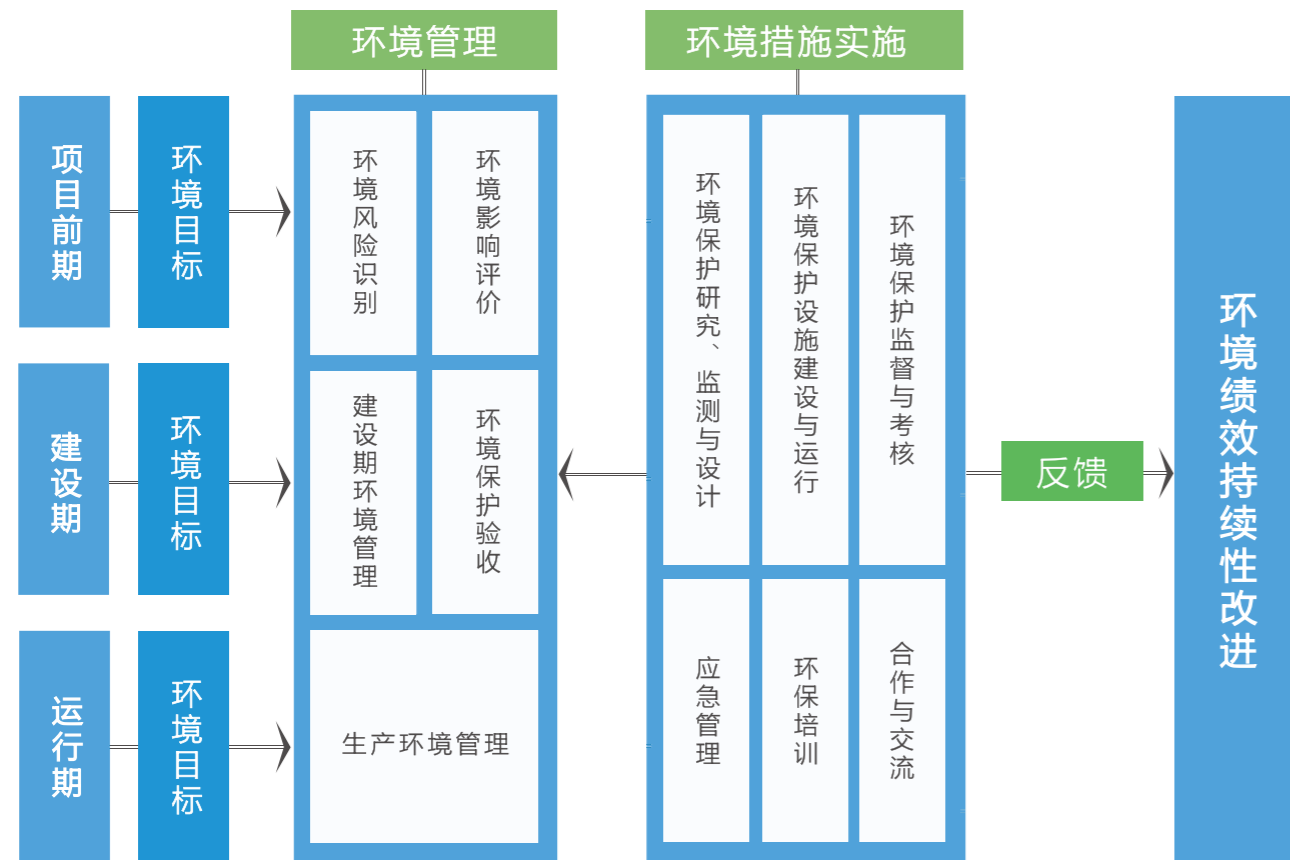 环境管理
环境措施实施
项目前期
环境目标
环境风险识别
环境影响评价
建设期
环境目标
建设期环境管理
环境保护验收
运行期
环境目标
生产环境管理
环境保护研究、监测与设计
环境保护设施建设与运行
环境保护监督与考核
应急管理
环保培训
合作与交流
反馈
环境绩效持续性改进